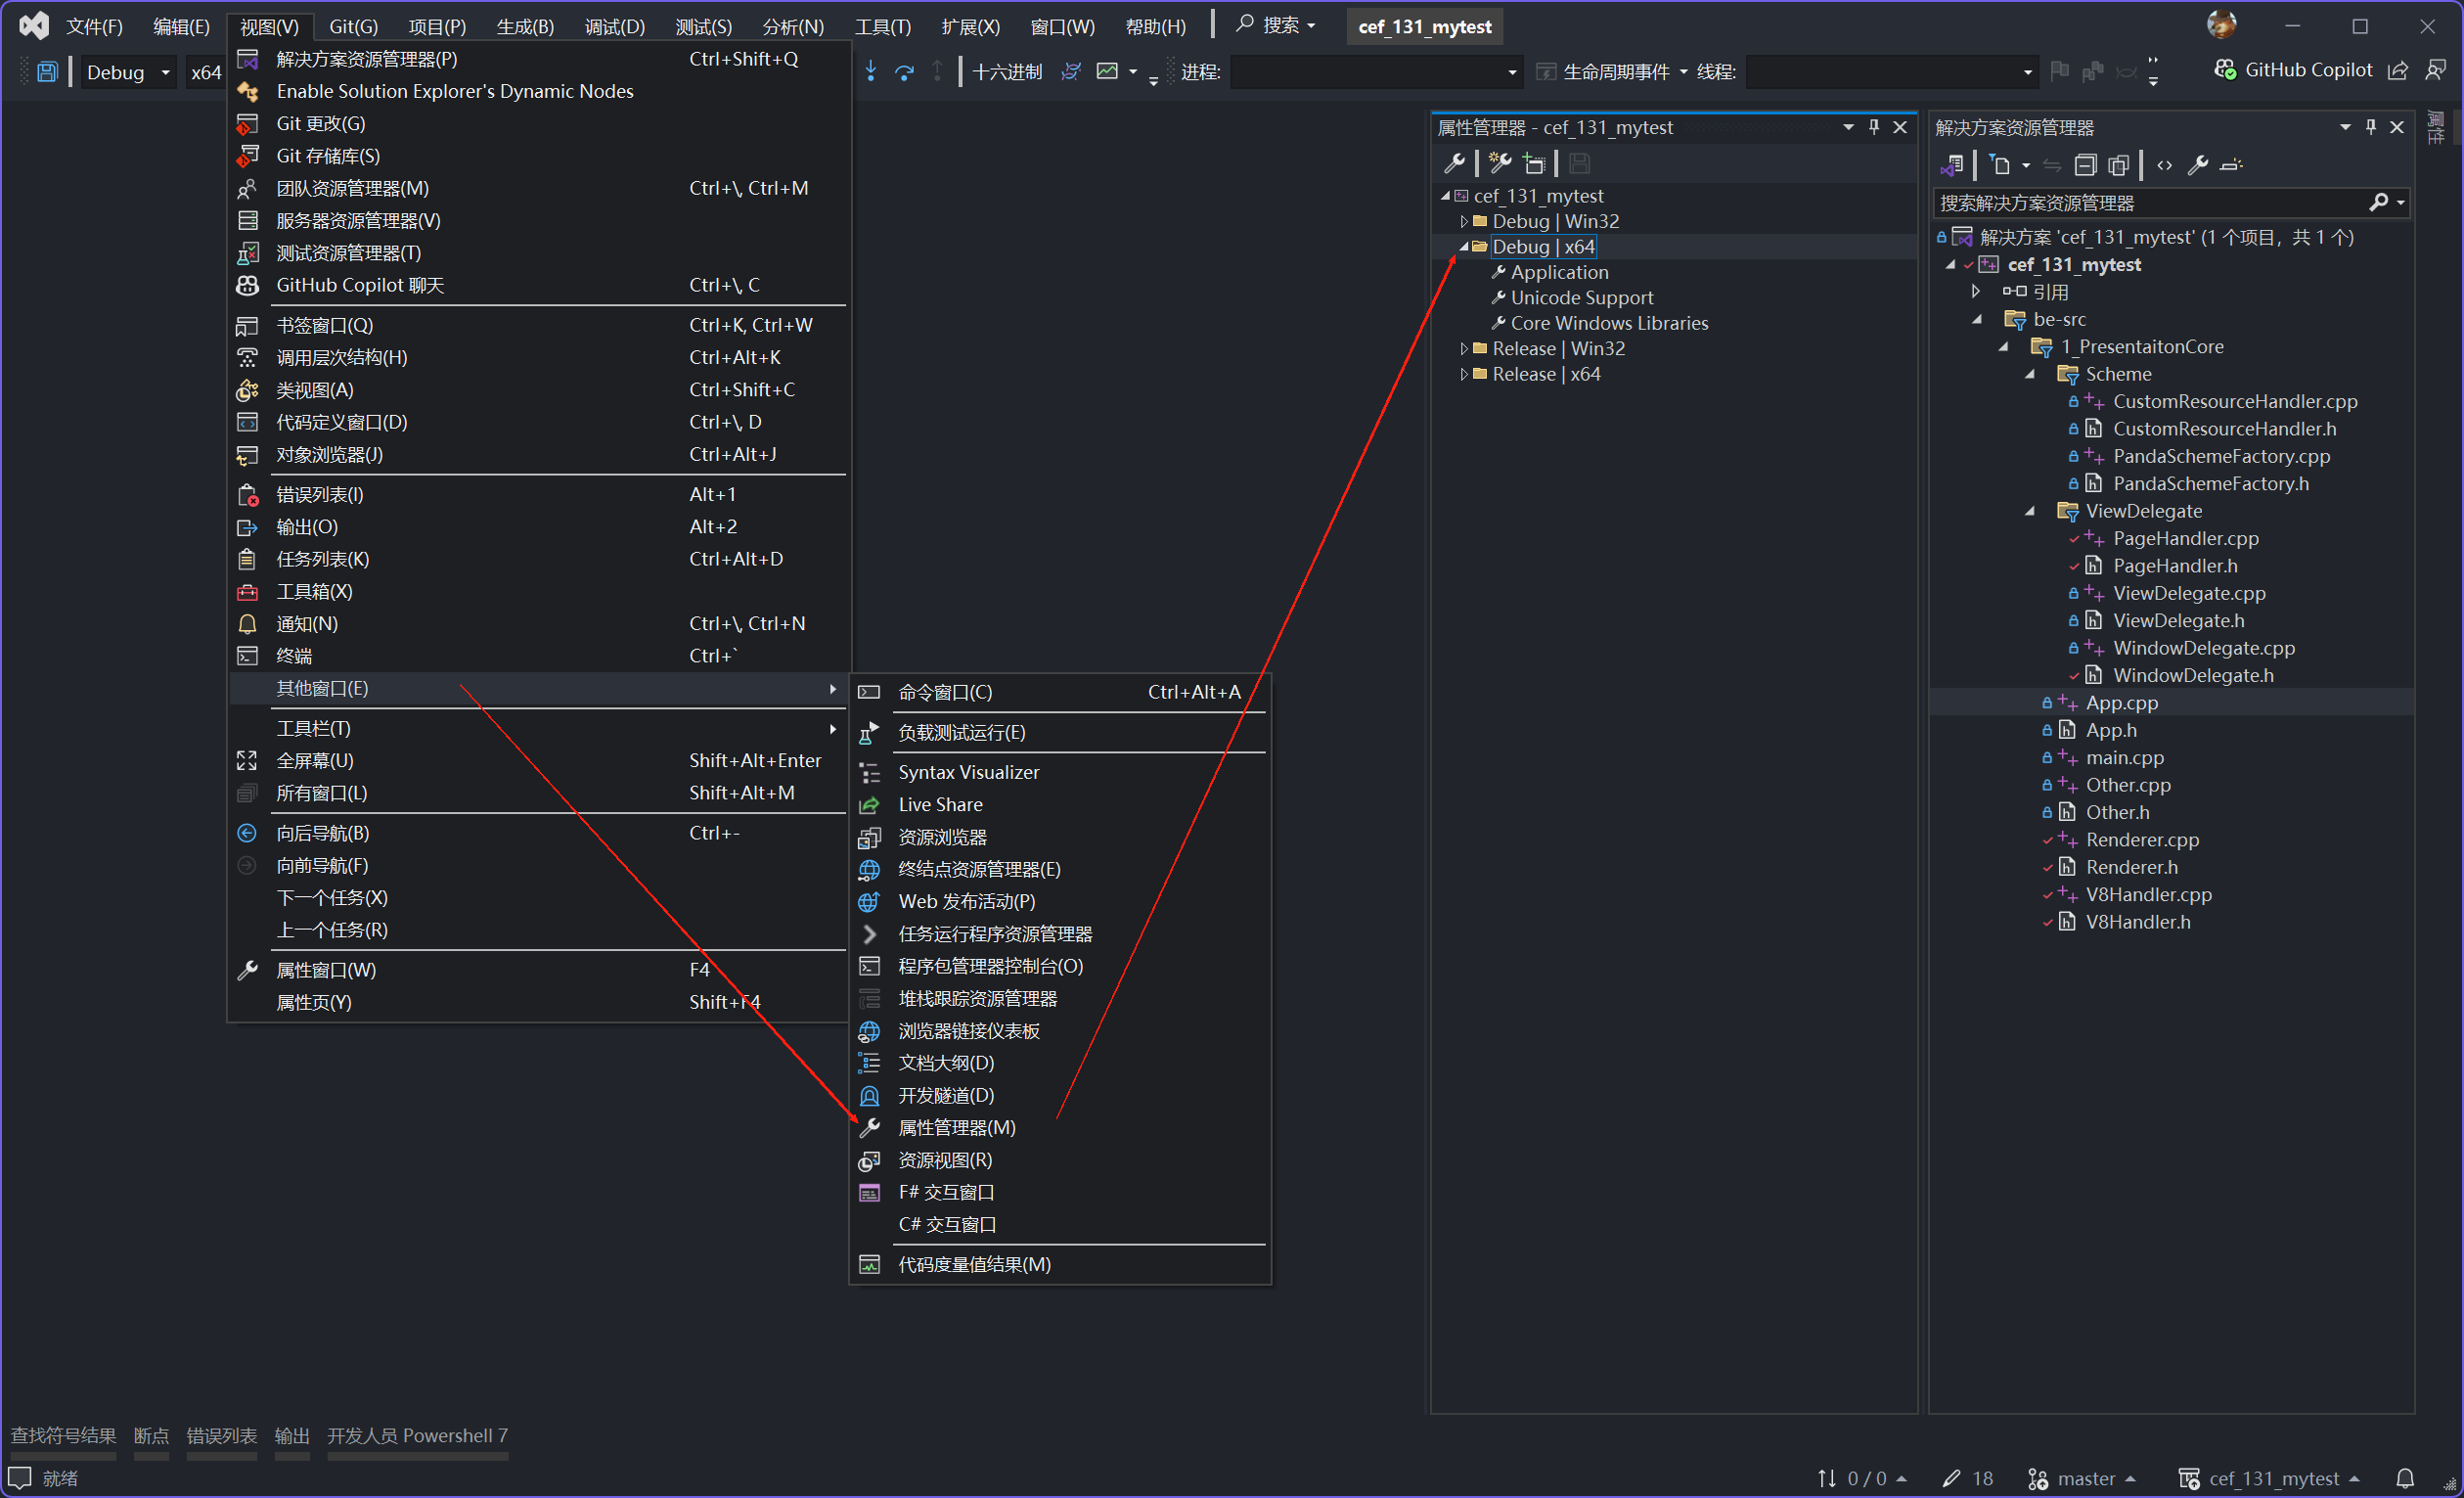 文件(F) 编辑(E) 视图(V) Git(G) 项目(P) 生成(B) 调试(D) 测试(S) 分析(N) 工具(T) 扩展(X) 窗口(W) 帮助(H) 搜索 cef_131_mytest
Debug x64 十六进制 进程: 生命周期事件 线程: GitHub Copilot
解决方案资源管理器(P) Ctrl+Shift+Q
Enable Solution Explorer's Dynamic Nodes
Git 更改(G)
Git 存储库(S)
团队资源管理器(M) Ctrl+\, Ctrl+M
服务器资源管理器(V)
测试资源管理器(T)
GitHub Copilot 聊天 Ctrl+\, C
书签窗口(Q) Ctrl+K, Ctrl+W
调用层次结构(H) Ctrl+Alt+K
类视图(A) Ctrl+Shift+C
代码定义窗口(D) Ctrl+\, D
对象浏览器(J) Ctrl+Alt+J
错误列表(I) Alt+1
输出(O) Alt+2
任务列表(K) Ctrl+Alt+D
工具箱(X)
通知(N) Ctrl+\, Ctrl+N
终端 Ctrl+`
其他窗口(E)
工具栏(T)
全屏幕(U) Shift+Alt+Enter
所有窗口(L) Shift+Alt+M
向后导航(B) Ctrl+-
向前导航(F)
下一个任务(X)
上一个任务(R)
属性窗口(W) F4
属性页(Y) Shift+F4
命令窗口(C) Ctrl+Alt+A
负载测试运行(E)
Syntax Visualizer
Live Share
资源浏览器
终结点资源管理器(E)
Web 发布活动(P)
任务运行程序资源管理器
程序包管理器控制台(O)
堆栈跟踪资源管理器
浏览器链接仪表板
文档大纲(D)
开发隧道(D)
属性管理器(M)
资源视图(R)
F# 交互窗口
C# 交互窗口
代码度量值结果(M)
属性管理器 - cef_131_mytest
cef_131_mytest
Debug | Win32
Debug | x64
Application
Unicode Support
Core Windows Libraries
Release | Win32
Release | x64
解决方案资源管理器
搜索解决方案资源管理器
解决方案 'cef_131_mytest' (1 个项目，共 1 个)
cef_131_mytest
引用
be-src
1_PresentaitonCore
Scheme
CustomResourceHandler.cpp
CustomResourceHandler.h
PandaSchemeFactory.cpp
PandaSchemeFactory.h
ViewDelegate
PageHandler.cpp
PageHandler.h
ViewDelegate.cpp
ViewDelegate.h
WindowDelegate.cpp
WindowDelegate.h
App.cpp
App.h
main.cpp
Other.cpp
Other.h
Renderer.cpp
Renderer.h
V8Handler.cpp
V8Handler.h
属性
查找符号结果 断点 错误列表 输出 开发人员 Powershell 7
就绪 0 / 0 18 master cef_131_mytest